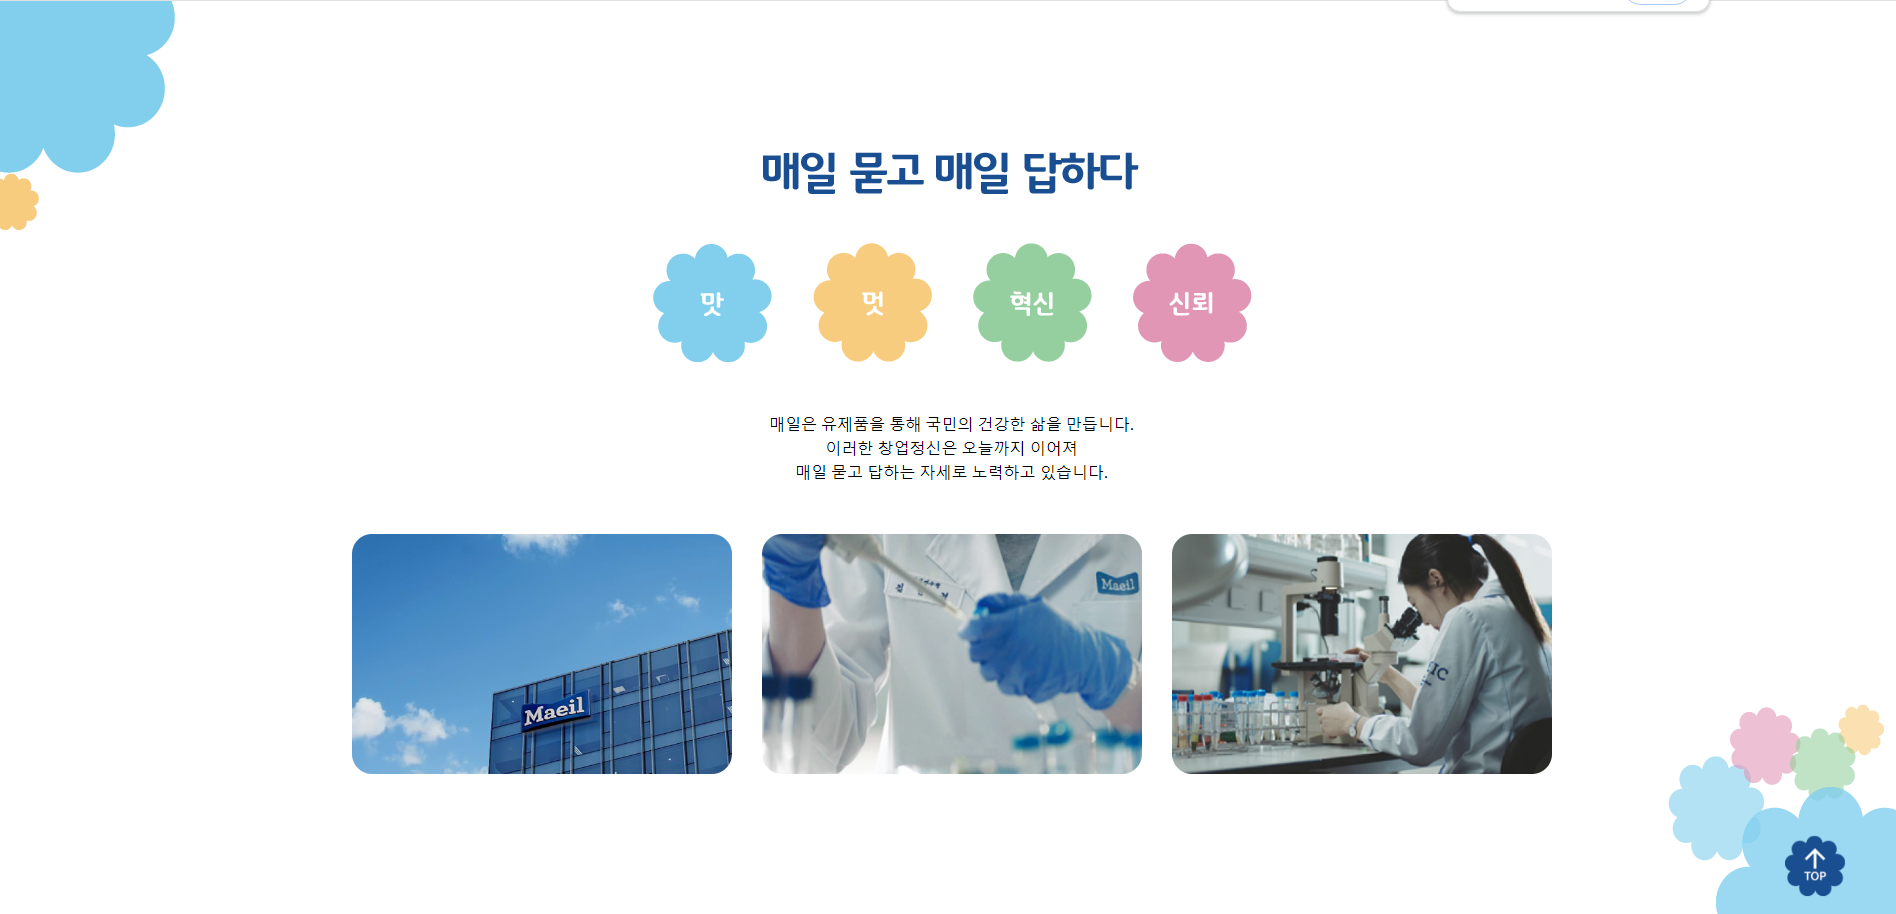 매일 묻고 매일 답하다
맛
멋
혁신
신뢰
매일은 유제품을 통해 국민의 건강한 삶을 만듭니다.
이러한 창업정신은 오늘까지 이어져
매일 묻고 답하는 자세로 노력하고 있습니다.
Maeil
Maeil
TOP